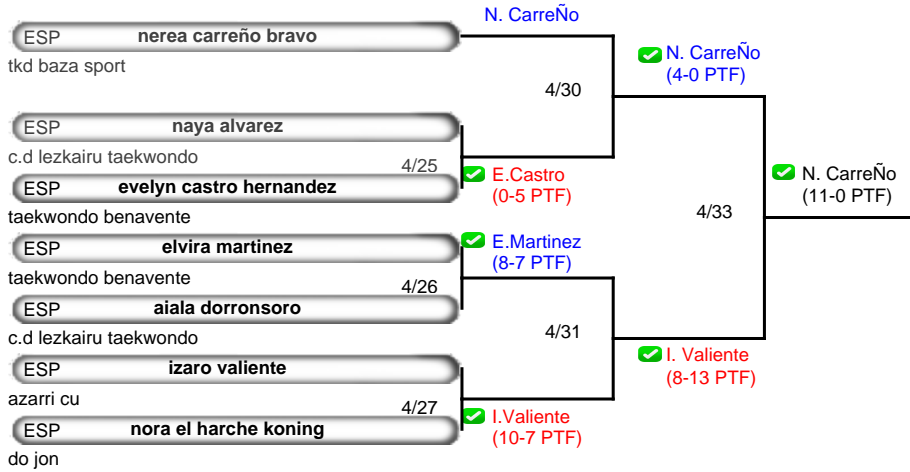 N. CarreÑo
ESP nerea carreño bravo
tkd baza sport
N. CarreÑo
(4-0 PTF)
4/30
ESP naya alvarez
c.d lezkairu taekwondo
4/25
ESP evelyn castro hernandez
taekwondo benavente
E.Castro
(0-5 PTF)
N. CarreÑo
(11-0 PTF)
4/33
ESP elvira martinez
taekwondo benavente
E.Martinez
(8-7 PTF)
4/26
ESP aiala dorronsoro
c.d lezkairu taekwondo
4/31
ESP izaro valiente
azarri cu
I. Valiente
(8-13 PTF)
4/27
ESP nora el harche koning
do jon
I.Valiente
(10-7 PTF)